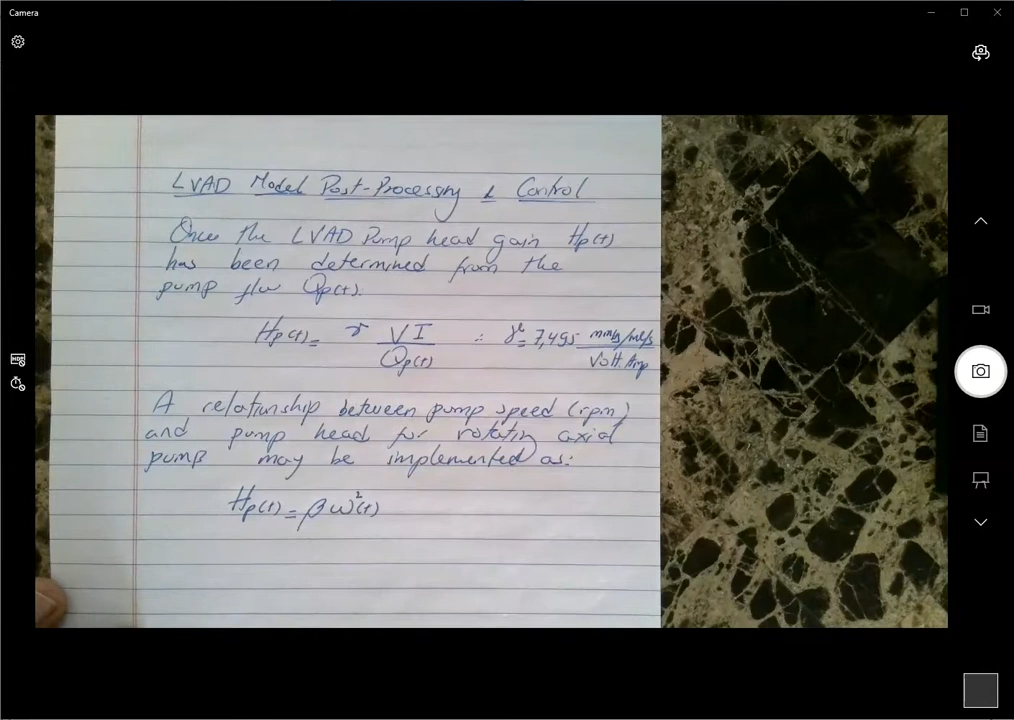 Camera
LVAD Model Post-Processing & Control
Once the LVAD Pump head gain Hp(t)
has been determined from the
pump flow Qp(t).
Hp(t) = γ VI / Qp(t) ∴ γ = 7,495 mmHg/ml/s / Volt.Amp
A relationship between pump speed (rpm)
and pump head for rotating axial
pump may be implemented as:
Hp(t) = βω²(t)